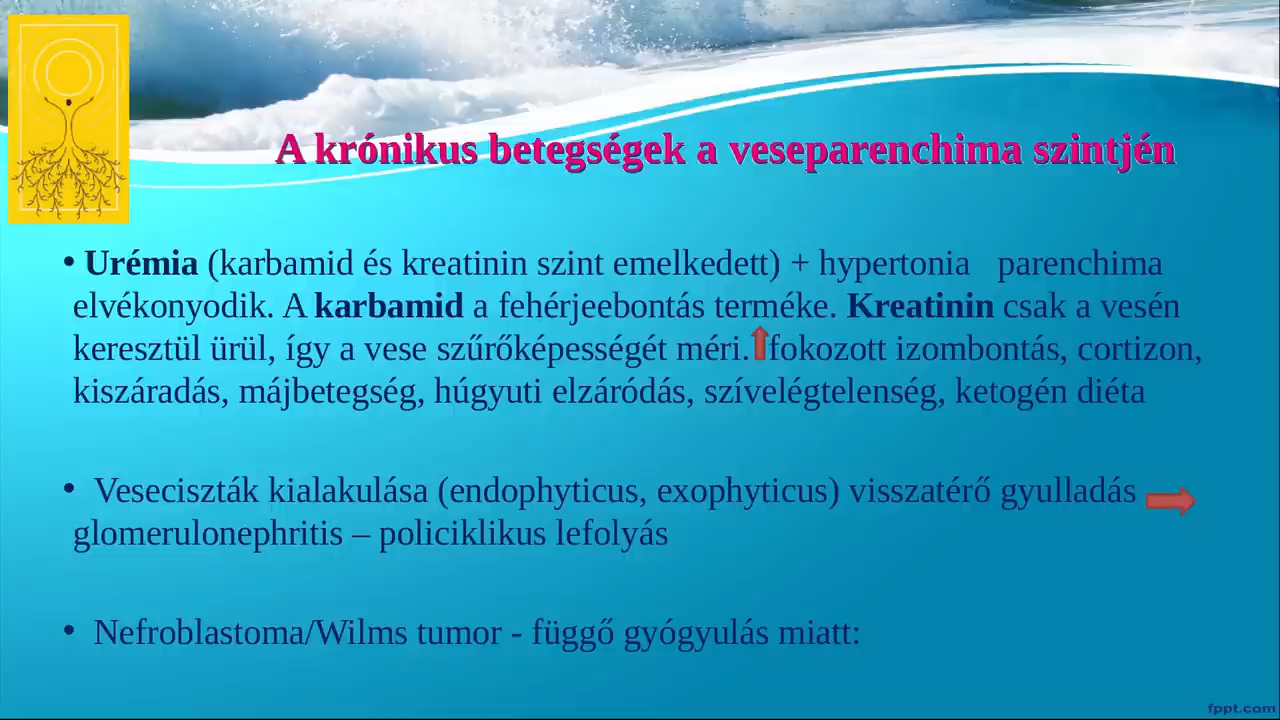 A krónikus betegségek a veseparenchima szintjén
• Urémia (karbamid és kreatinin szint emelkedett) + hypertonia parenchima
elvékonyodik. A karbamid a fehérjeebontás terméke. Kreatinin csak a vesén
keresztül ürül, így a vese szűrőképességét méri. fokozott izombontás, cortizon,
kiszáradás, májbetegség, húgyuti elzáródás, szívelégtelenség, ketogén diéta
• Veseciszták kialakulása (endophyticus, exophyticus) visszatérő gyulladás
glomerulonephritis – policiklikus lefolyás
• Nefroblastoma/Wilms tumor - függő gyógyulás miatt:
fppt.com